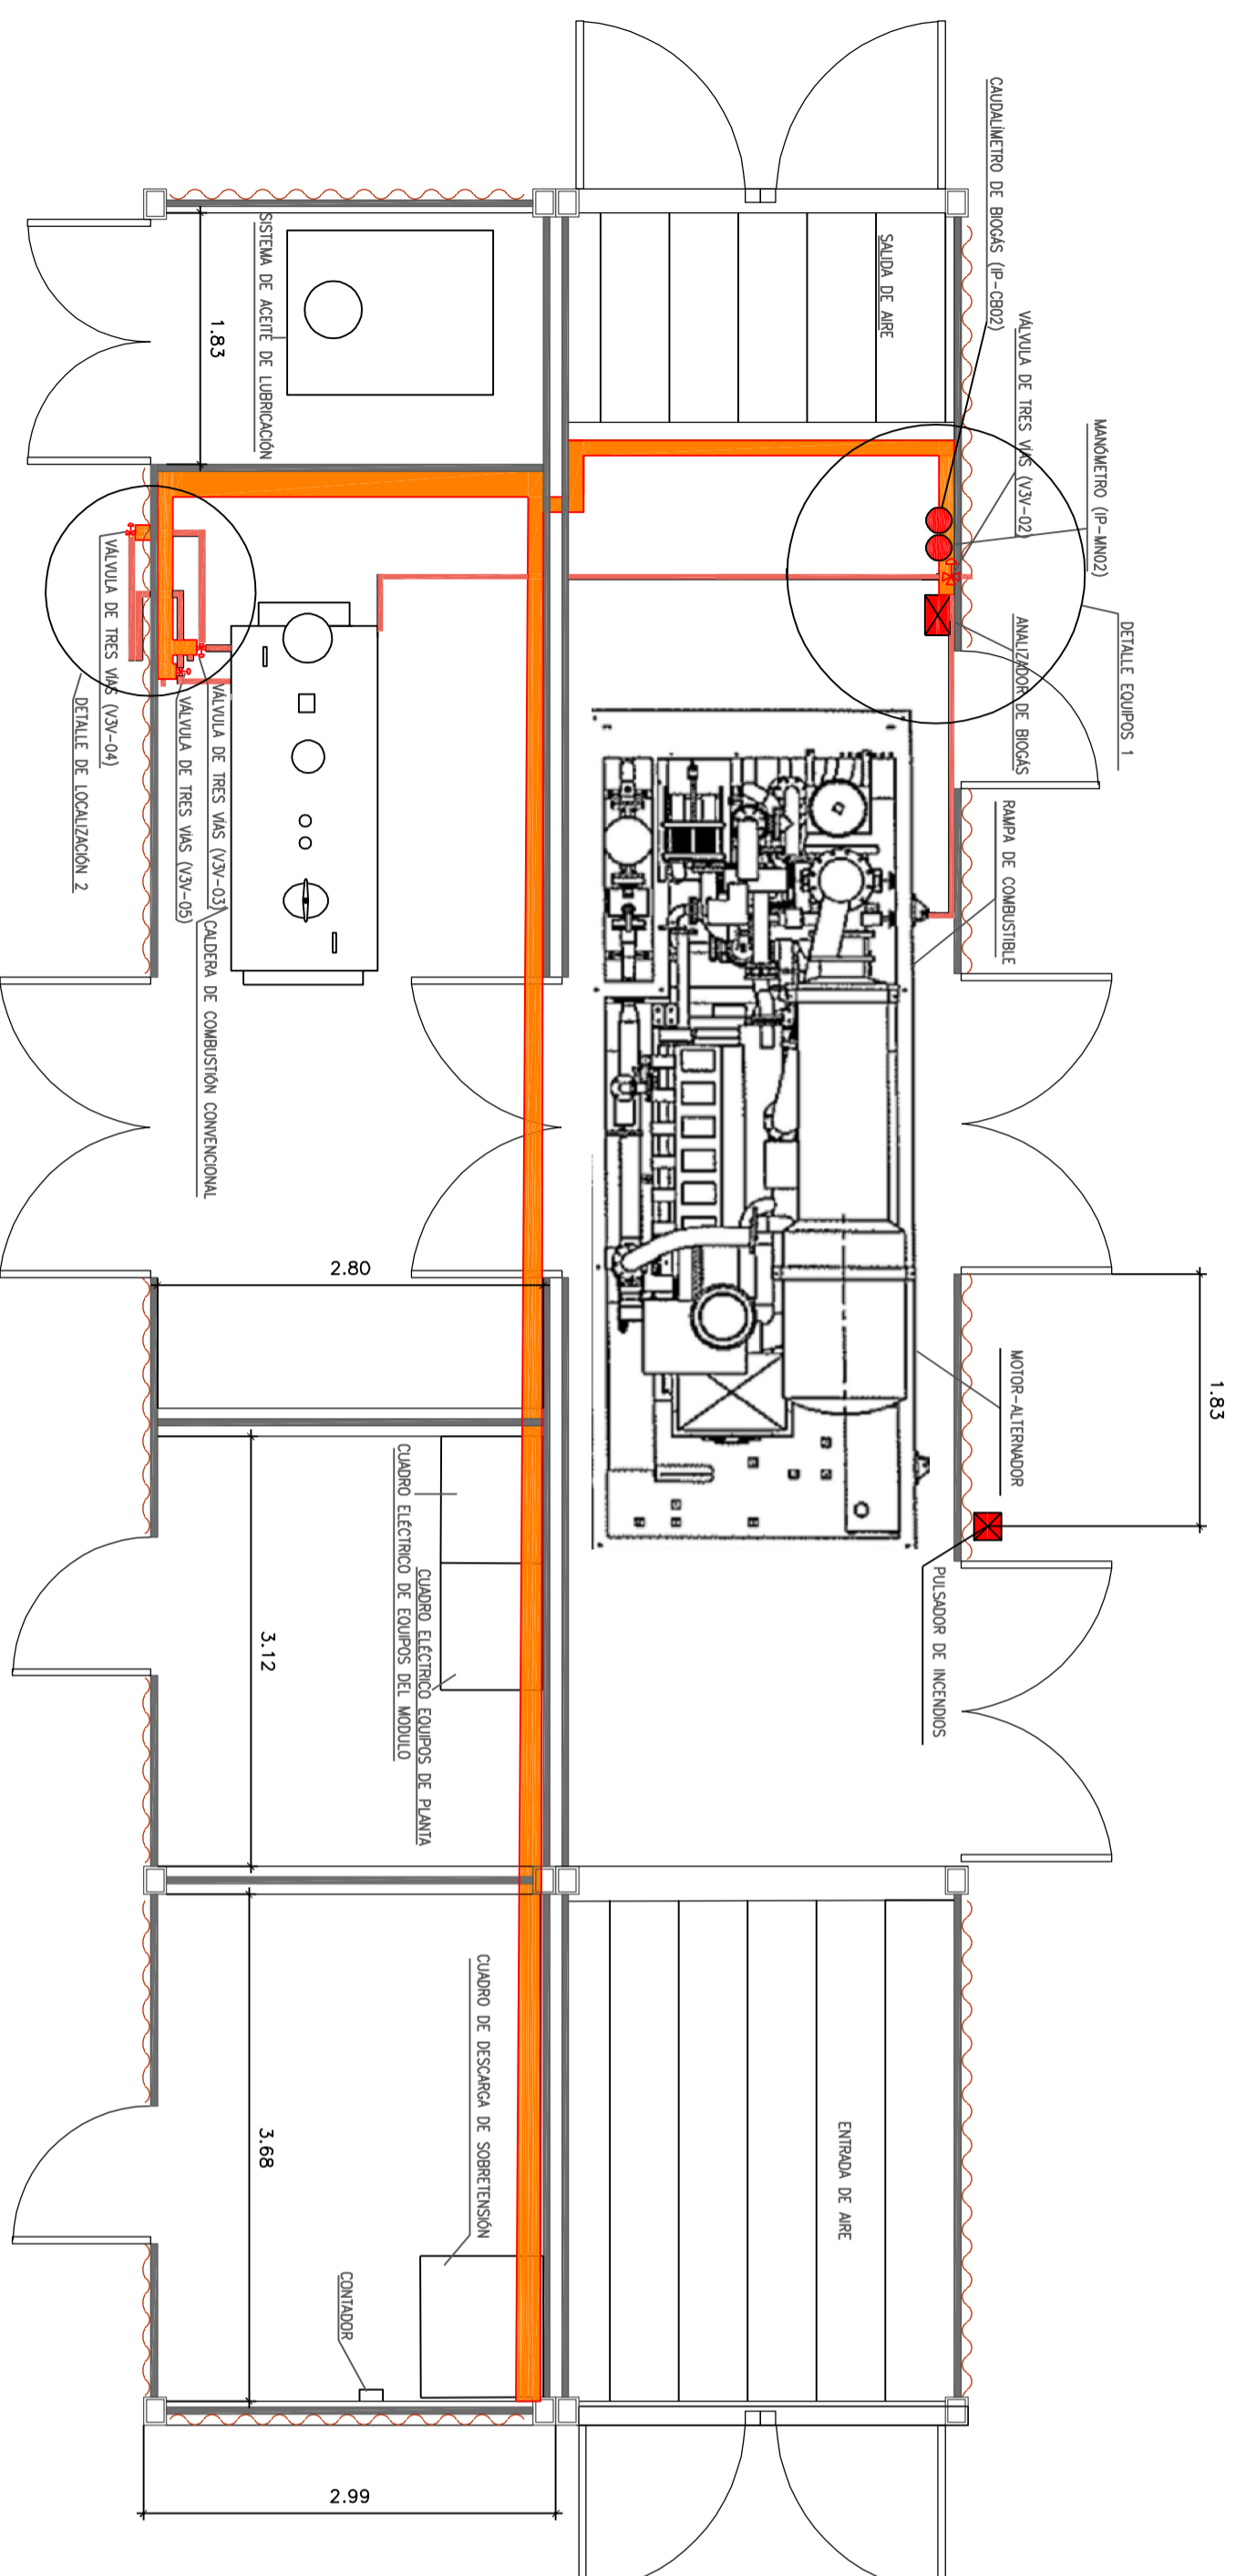 CAUDALÍMETRO DE BIOGÁS (IP-CB02)
VÁLVULA DE TRES VÍAS (V3V-02)
MANÓMETRO (IP-MN02)
DETALLE EQUIPOS 1
ANALIZADOR DE BIOGÁS
SALIDA DE AIRE
SISTEMA DE ACEITE DE LUBRICACIÓN
1.83
RAMPA DE COMBUSTIBLE
VÁLVULA DE TRES VÍAS (V3V-04)
DETALLE DE LOCALIZACIÓN 2
VÁLVULA DE TRES VÍAS (V3V-03)
VÁLVULA DE TRES VÍAS (V3V-05)
CALDERA DE COMBUSTIÓN CONVENCIONAL
2.80
1.83
MOTOR-ALTERNADOR
PULSADOR DE INCENDIOS
CUADRO ELÉCTRICO EQUIPOS DE PLANTA
CUADRO ELÉCTRICO DE EQUIPOS DEL MODULO
3.12
CUADRO DE DESCARGA DE SOBRETENSIÓN
ENTRADA DE AIRE
3.68
CONTADOR
2.99